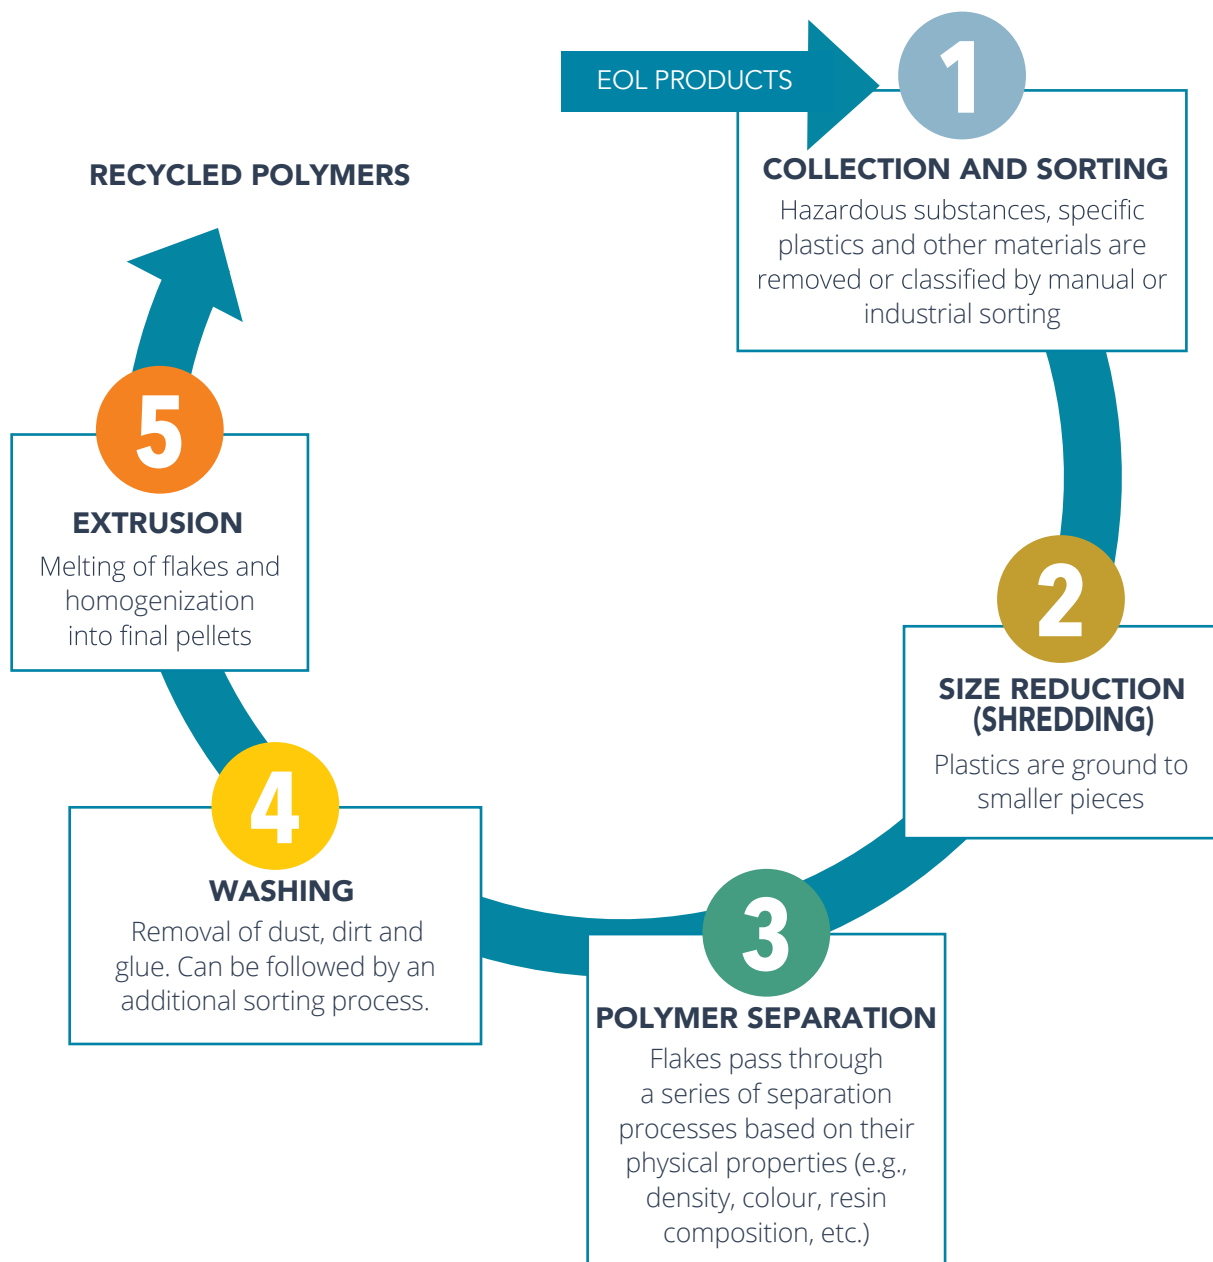 EOL PRODUCTS
1
COLLECTION AND SORTING
Hazardous substances, specific
plastics and other materials are
removed or classified by manual or
industrial sorting
2
SIZE REDUCTION
(SHREDDING)
Plastics are ground to
smaller pieces
3
POLYMER SEPARATION
Flakes pass through
a series of separation
processes based on their
physical properties (e.g.,
density, colour, resin
composition, etc.)
4
WASHING
Removal of dust, dirt and
glue. Can be followed by an
additional sorting process.
5
EXTRUSION
Melting of flakes and
homogenization
into final pellets
RECYCLED POLYMERS